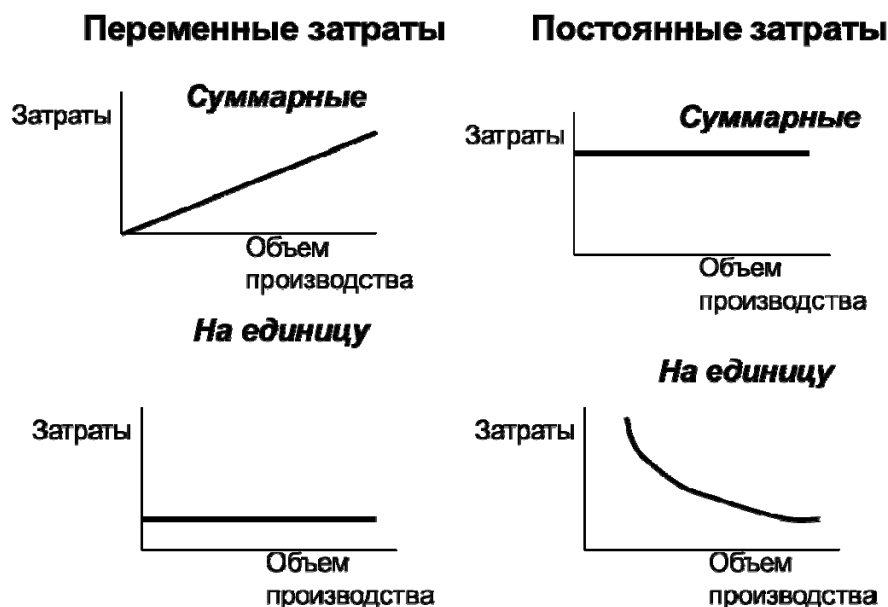 Переменные затраты
Постоянные затраты
Суммарные
Затраты
Объем
производства
Суммарные
Затраты
Объем
производства
На единицу
Затраты
Объем
производства
На единицу
Затраты
Объем
производства